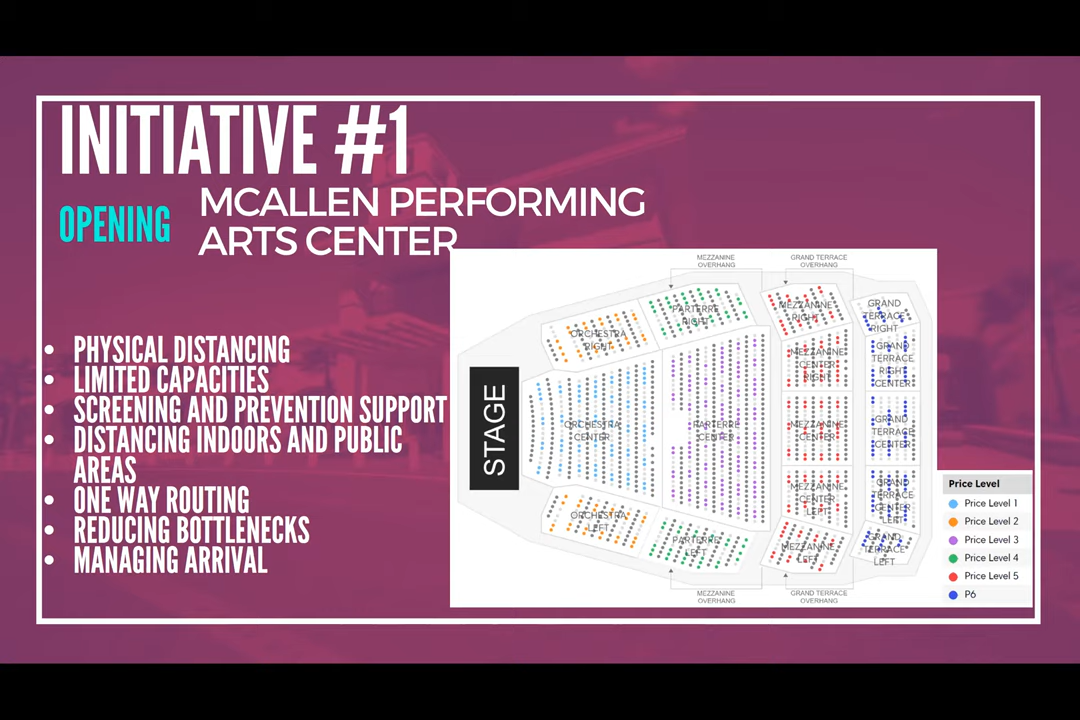 INITIATIVE #1
OPENING
MCALLEN PERFORMING
ARTS CENTER
• PHYSICAL DISTANCING
• LIMITED CAPACITIES
• SCREENING AND PREVENTION SUPPORT
• DISTANCING INDOORS AND PUBLIC
AREAS
• ONE WAY ROUTING
• REDUCING BOTTLENECKS
• MANAGING ARRIVAL
MEZZANINE
OVERHANG
GRAND TERRACE
OVERHANG
ORCHESTRA
RIGHT
PARTERRE
RIGHT
MEZZANINE
RIGHT
GRAND
TERRACE
RIGHT
MEZZANINE
CENTER
RIGHT
GRAND
TERRACE
RIGHT
CENTER
STAGE
ORCHESTRA
CENTER
PARTERRE
CENTER
MEZZANINE
CENTER
GRAND
TERRACE
CENTER
MEZZANINE
CENTER
LEFT
GRAND
TERRACE
CENTER
LEFT
ORCHESTRA
LEFT
PARTERRE
LEFT
MEZZANINE
LEFT
GRAND
TERRACE
LEFT
MEZZANINE
OVERHANG
GRAND TERRACE
OVERHANG
Price Level
Price Level 1
Price Level 2
Price Level 3
Price Level 4
Price Level 5
P6